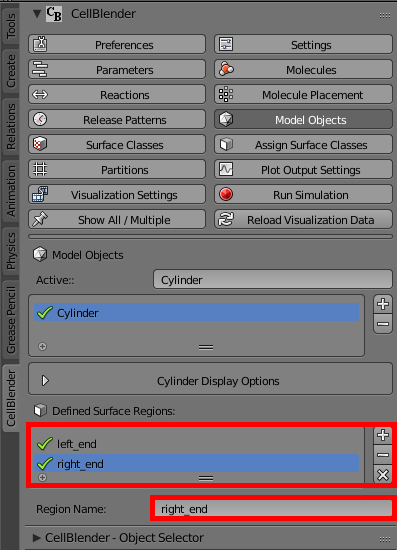 CellBlender
Preferences
Settings
Parameters
Molecules
Reactions
Molecule Placement
Release Patterns
Model Objects
Surface Classes
Assign Surface Classes
Partitions
Plot Output Settings
Visualization Settings
Run Simulation
Show All / Multiple
Reload Visualization Data
Model Objects
Active::
Cylinder
Cylinder
Cylinder Display Options
Defined Surface Regions:
left_end
right_end
Region Name:
right_end
CellBlender - Object Selector
Tools
Create
Relations
Animation
Physics
Grease Pencil
CellBlender
CB